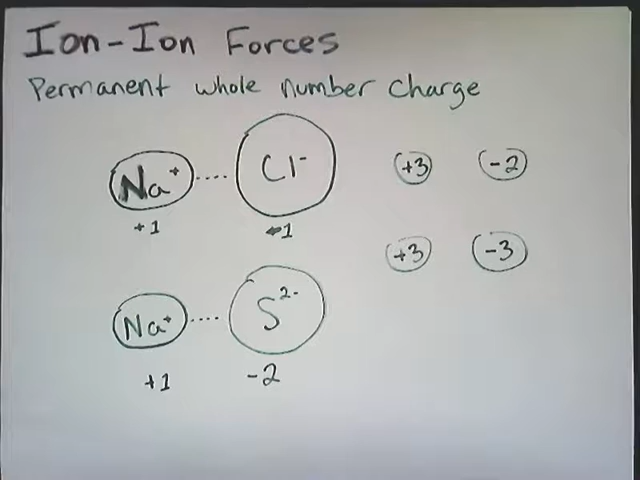 Ion-Ion Forces
Permanent whole number charge
Na+ .... Cl- +3 -2
+1 -1
+3 -3
Na+ .... S2-
+1 -2